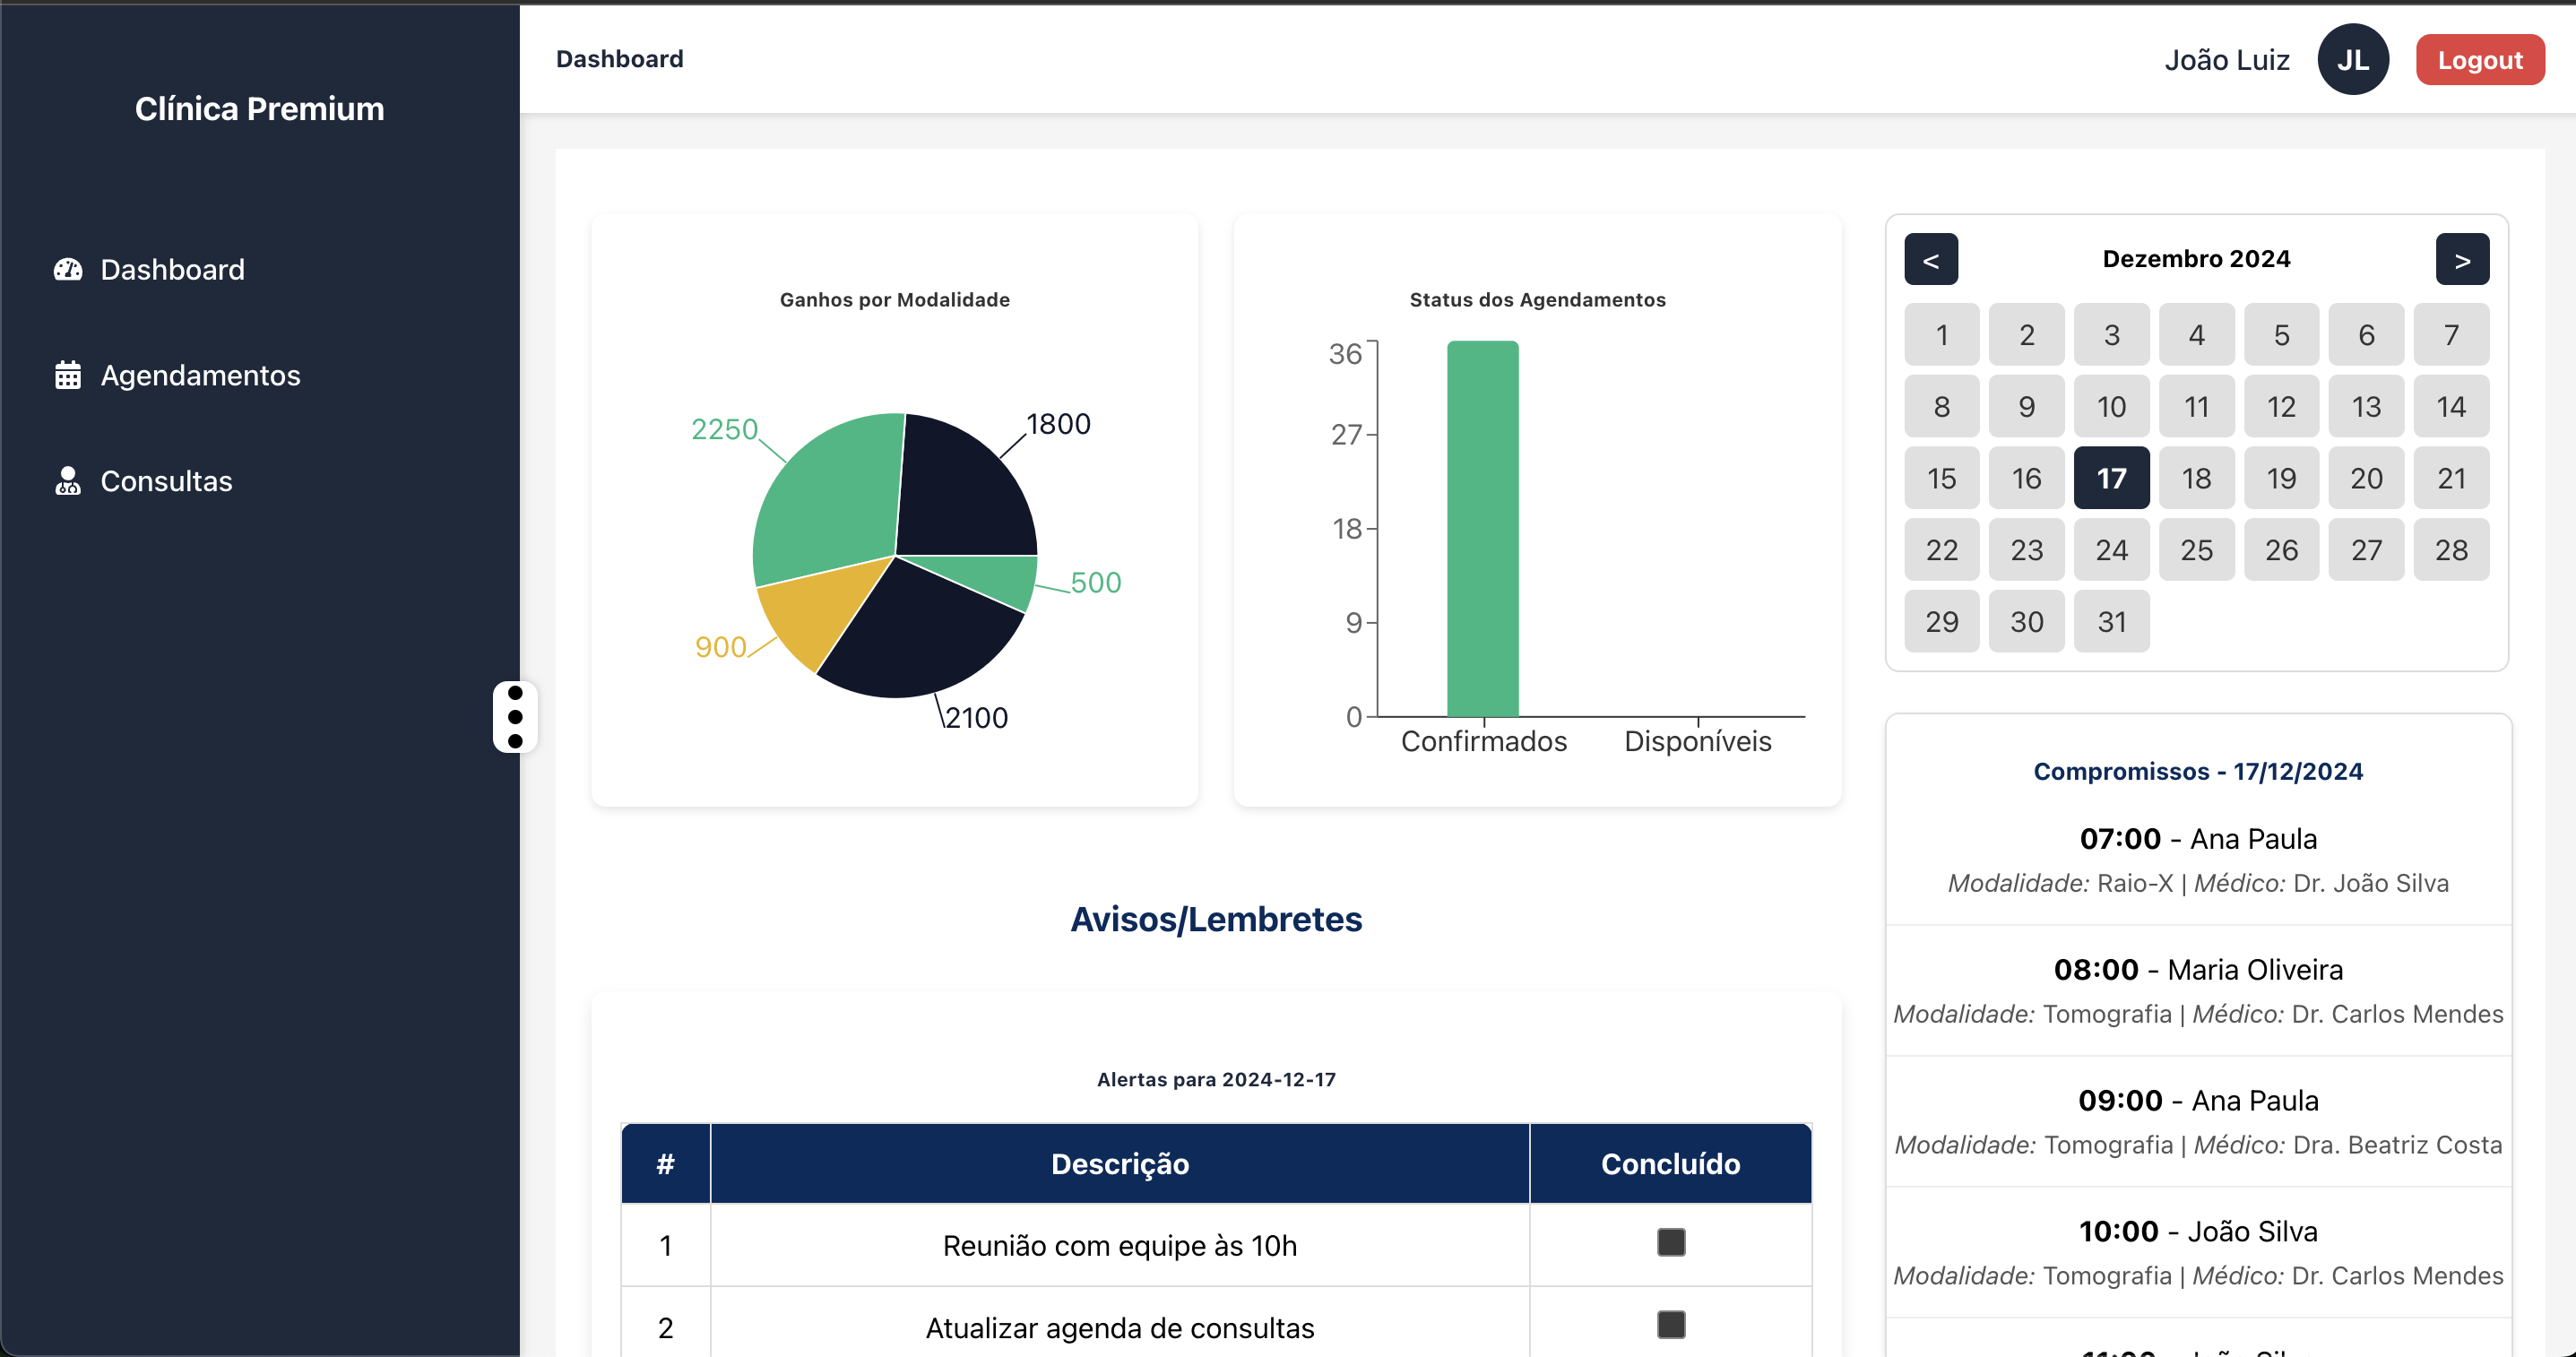 Clínica Premium
Dashboard
Agendamentos
Consultas
Dashboard
João Luiz
JL
Logout
Ganhos por Modalidade
1800
2250
500
900
2100
Status dos Agendamentos
36
27
18
9
0
Confirmados Disponíveis
< Dezembro 2024 >
1 2 3 4 5 6 7
8 9 10 11 12 13 14
15 16 17 18 19 20 21
22 23 24 25 26 27 28
29 30 31
Compromissos - 17/12/2024
07:00 - Ana Paula
Modalidade: Raio-X | Médico: Dr. João Silva
08:00 - Maria Oliveira
Modalidade: Tomografia | Médico: Dr. Carlos Mendes
09:00 - Ana Paula
Modalidade: Tomografia | Médico: Dra. Beatriz Costa
10:00 - João Silva
Modalidade: Tomografia | Médico: Dr. Carlos Mendes
Avisos/Lembretes
Alertas para 2024-12-17
# Descrição Concluído
1 Reunião com equipe às 10h
2 Atualizar agenda de consultas